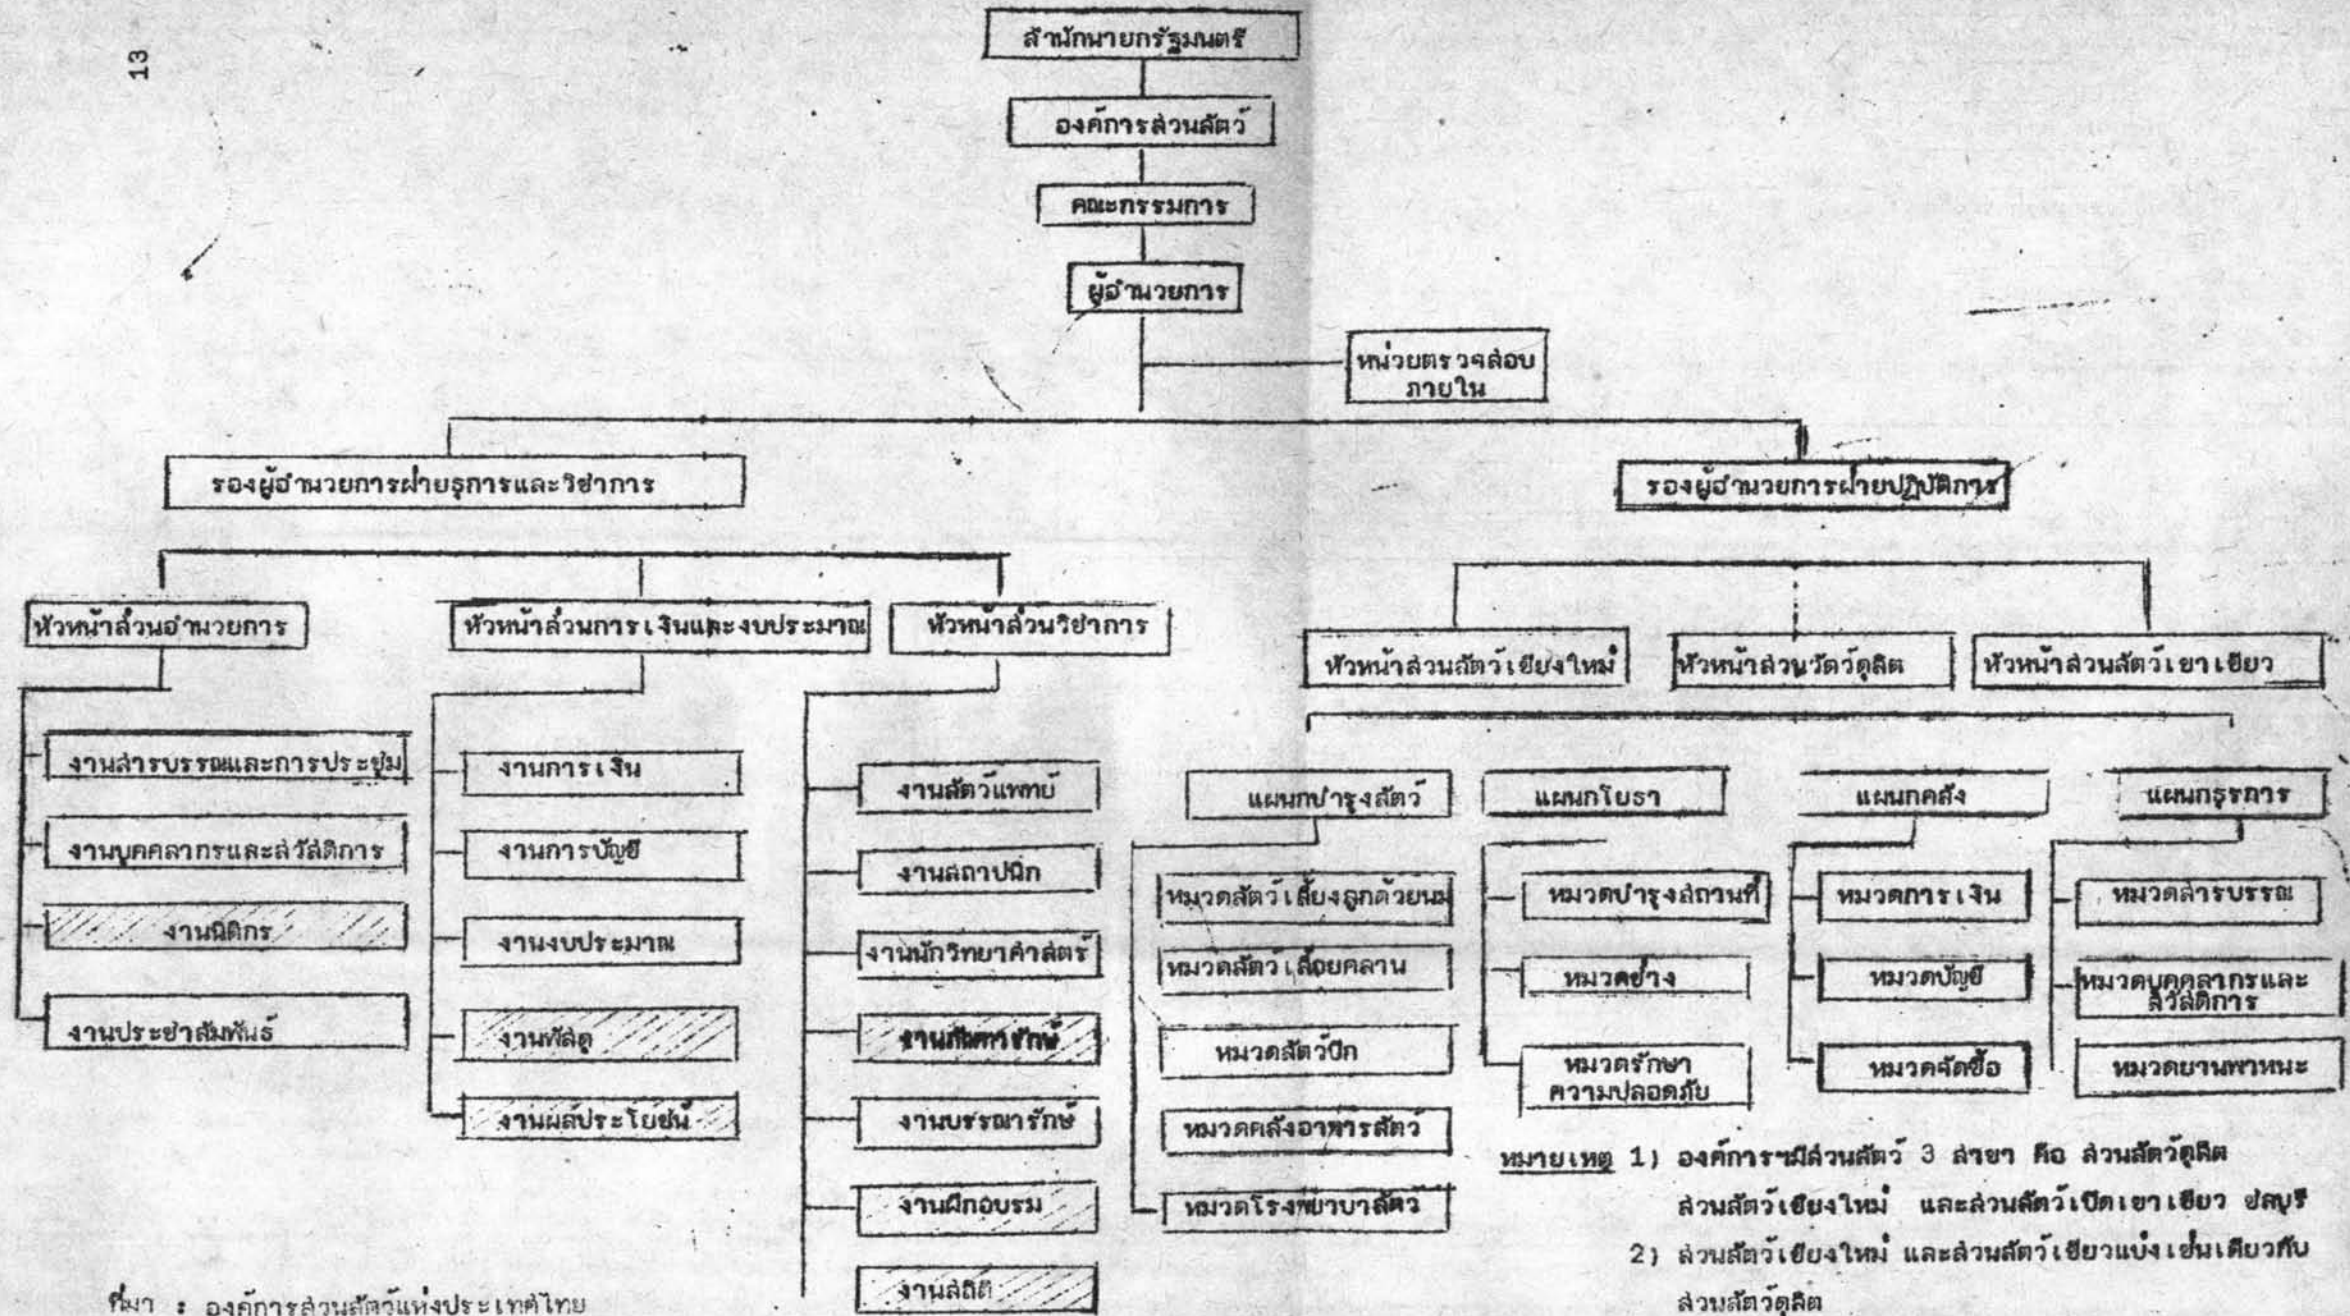 13
สำนักนายกรัฐมนตรี
องค์การสวนสัตว์
คณะกรรมการ
ผู้อำนวยการ
หน่วยตรวจสอบ
ภายใน
รองผู้อำนวยการฝ่ายธุการและวิชาการ
รองผู้อำนวยการฝ่ายปฏิบัติการ
หัวหน้าส่วนอำนวยการ
หัวหน้าส่วนการเงินและงบประมาณ
หัวหน้าส่วนวิชาการ
หัวหน้าสวนสัตว์เชียงใหม่
หัวหน้าสวนวัตว์ดุสิต
หัวหน้าสวนสัตว์เขาเขียว
งานสารบรรณและการประชุม
งานบุคคลากรและสวัสดิการ
งานนิติกร
งานประชาสัมพันธ์
งานการเงิน
งานการบัญชี
งานงบประมาณ
งานพัสดุ
งานผลประโยชน์
งานสัตว์แพทย์
งานสถาปนิก
งานนักวิทยาศาสตร์
งานภัณฑารักษ์
งานบรรณารักษ์
งานฝึกอบรม
งานสถิติ
แผนกบำรุงสัตว์
แผนกโยธา
แผนกคลัง
แผนกธุรการ
หมวดสัตว์เลี้ยงลูกด้วยนม
หมวดสัตว์เลื้อยคลาน
หมวดสัตว์ปีก
หมวดคลังอาหารสัตว์
หมวดโรงพยาบาสัตว์
หมวดบำรุงสถานที่
หมวดช่าง
หมวดรักษา
ความปลอดภัย
หมวดการเงิน
หมวดบัญชี
หมวดจัดซื้อ
หมวดสารบรรณ
หมวดบุคคลากรและ
สวัสดิการ
หมวดยานพาหนะ
หมายเหตุ 1) องค์การฯมีสวนสัตว์ 3 สาขา คือ สวนสัตว์ดุสิต
สวนสัตว์เชียงใหม่ และสวนสัตว์เปิดเขาเขียว ชลบุรี
2) สวนสัตว์เชียงใหม่ และสวนสัตว์เขียวแบ่งเช่นเดียวกับ
สวนสัตว์ดุสิต
ที่มา : องค์การสวนสัตว์แห่งประเทศไทย